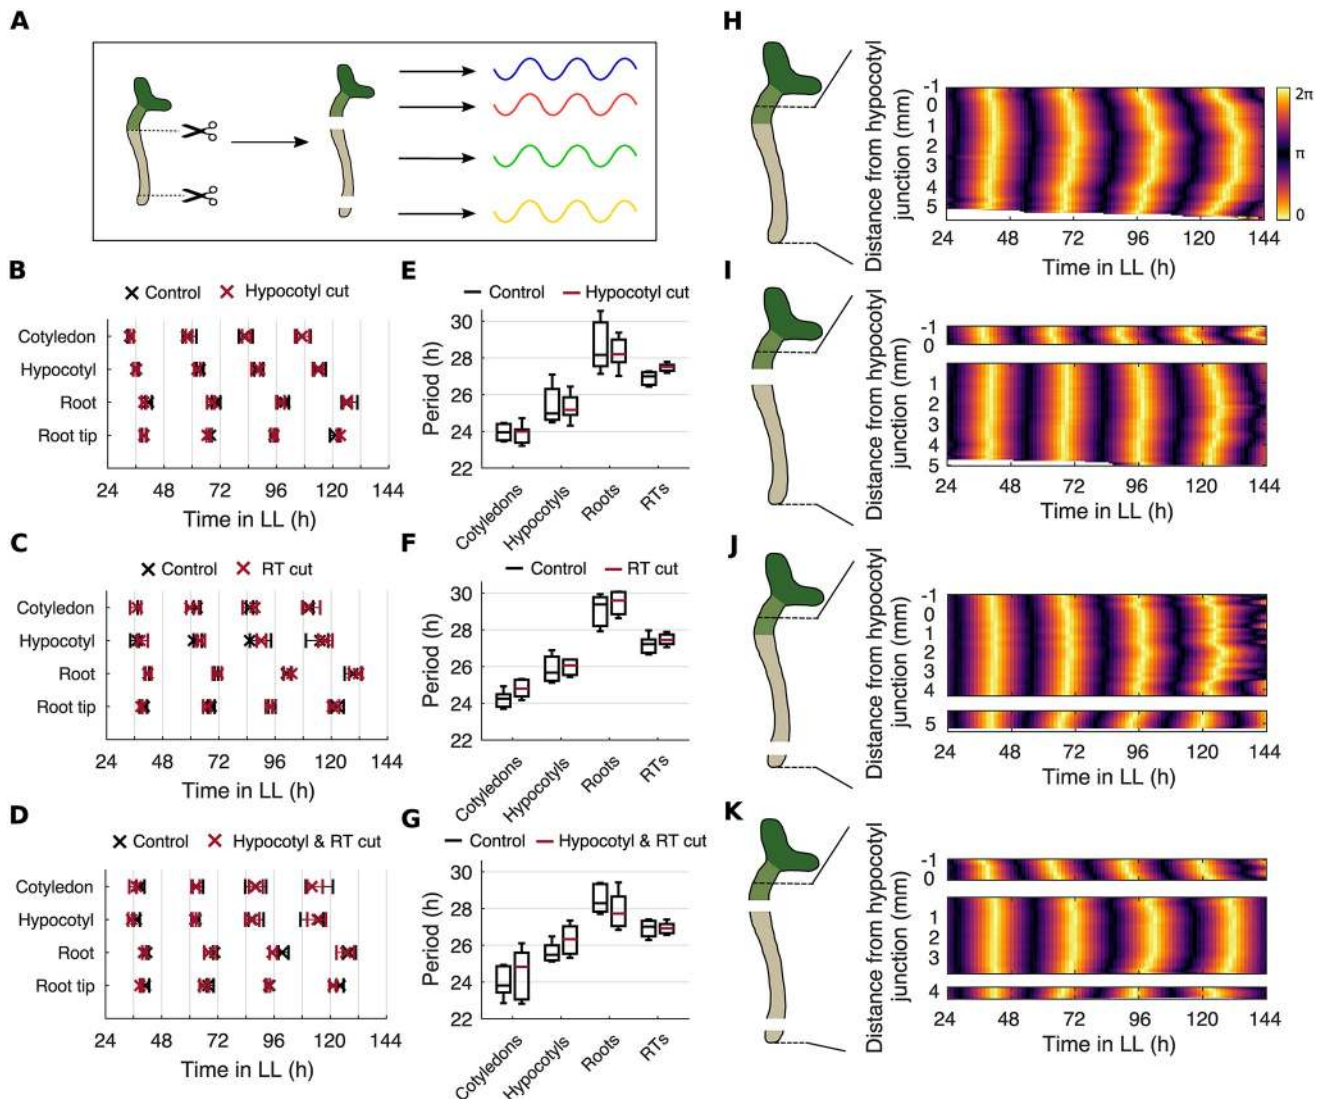 A
B
Control
Hypocotyl cut
Cotyledon
Hypocotyl
Root
Root tip
24 48 72 96 120 144
Time in LL (h)
C
Control
RT cut
Cotyledon
Hypocotyl
Root
Root tip
24 48 72 96 120 144
Time in LL (h)
D
Control
Hypocotyl & RT cut
Cotyledon
Hypocotyl
Root
Root tip
24 48 72 96 120 144
Time in LL (h)
E
Control
Hypocotyl cut
Period (h)
30
28
26
24
22
Cotyledons
Hypocotyls
Roots
RTs
F
Control
RT cut
Period (h)
30
28
26
24
22
Cotyledons
Hypocotyls
Roots
RTs
G
Control
Hypocotyl & RT cut
Period (h)
30
28
26
24
22
Cotyledons
Hypocotyls
Roots
RTs
H
Distance from hypocotyl
junction (mm)
-1
0
1
2
3
4
5
2π
π
0
24 48 72 96 120 144
Time in LL (h)
I
Distance from hypocotyl
junction (mm)
-1
0
1
2
3
4
5
24 48 72 96 120 144
Time in LL (h)
J
Distance from hypocotyl
junction (mm)
-1
0
1
2
3
4
5
24 48 72 96 120 144
Time in LL (h)
K
Distance from hypocotyl
junction (mm)
-1
0
1
2
3
4
24 48 72 96 120 144
Time in LL (h)